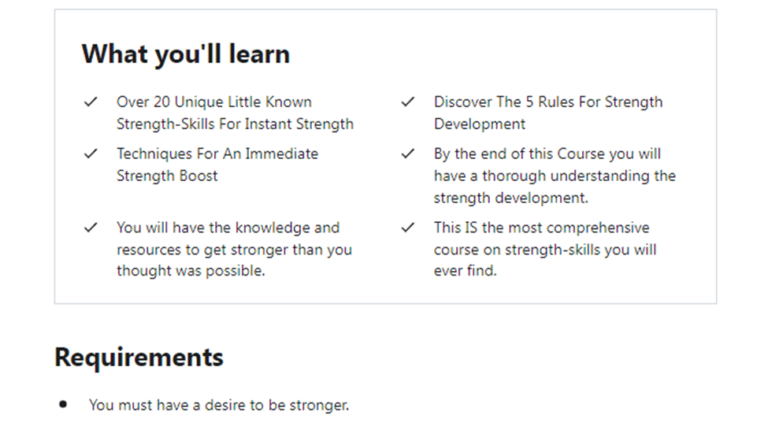 What you'll learn
Over 20 Unique Little Known
Strength-Skills For Instant Strength
Discover The 5 Rules For Strength
Development
Techniques For An Immediate
Strength Boost
By the end of this Course you will
have a thorough understanding the
strength development.
You will have the knowledge and
resources to get stronger than you
thought was possible.
This IS the most comprehensive
course on strength-skills you will
ever find.
Requirements
You must have a desire to be stronger.